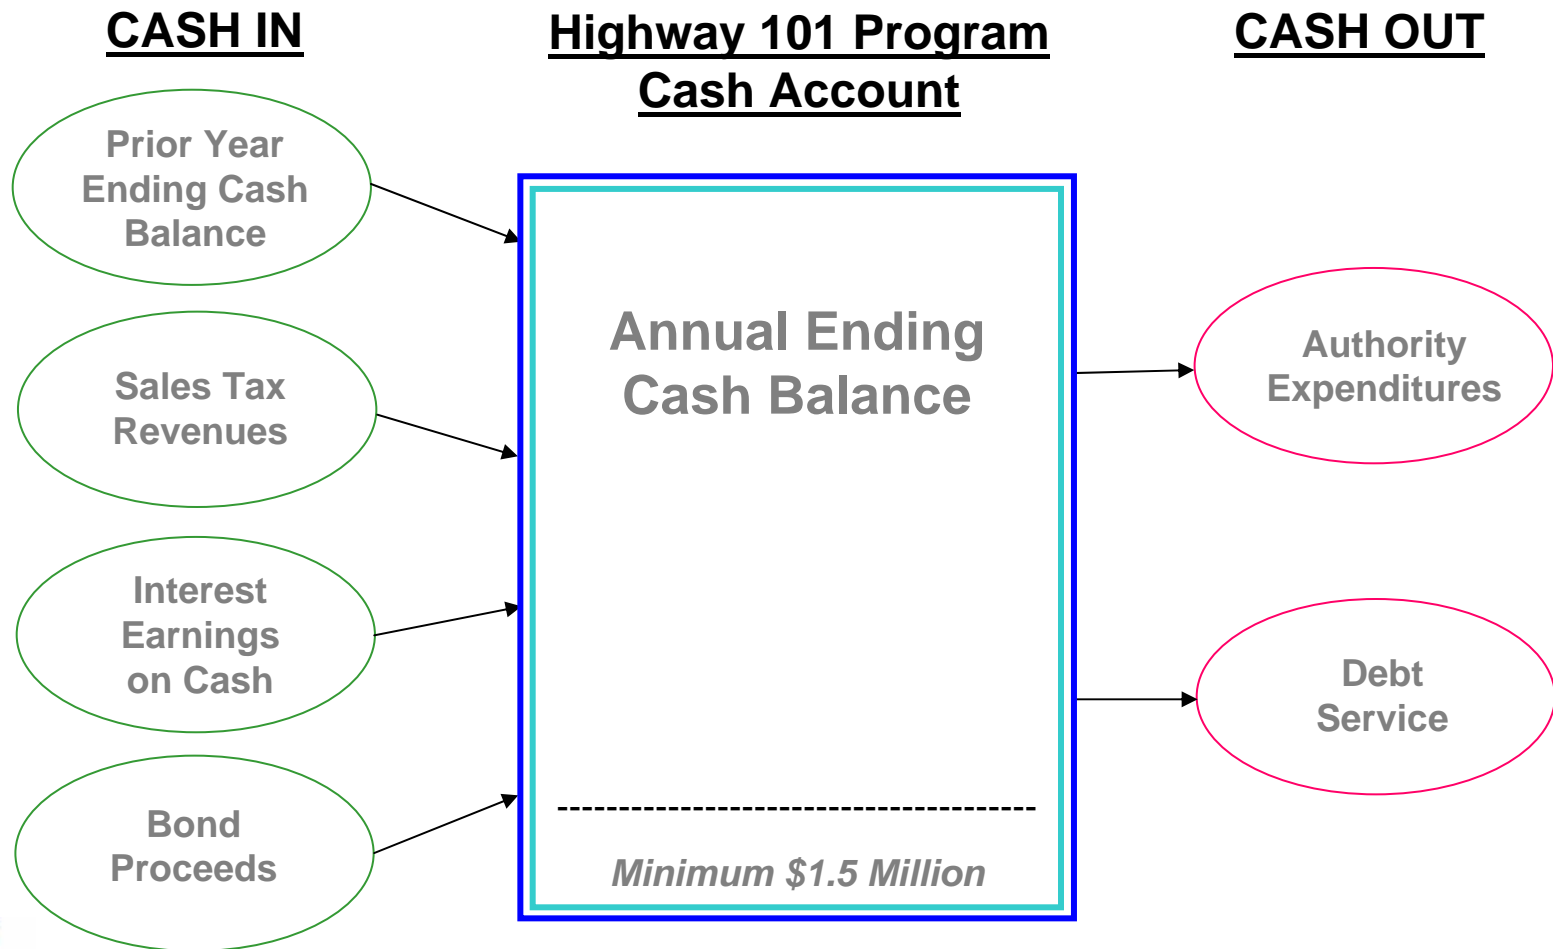 CASH IN
Highway 101 Program
Cash Account
CASH OUT
Prior Year
Ending Cash
Balance
Sales Tax
Revenues
Interest
Earnings
on Cash
Bond
Proceeds
Annual Ending
Cash Balance
Minimum $1.5 Million
Authority
Expenditures
Debt
Service